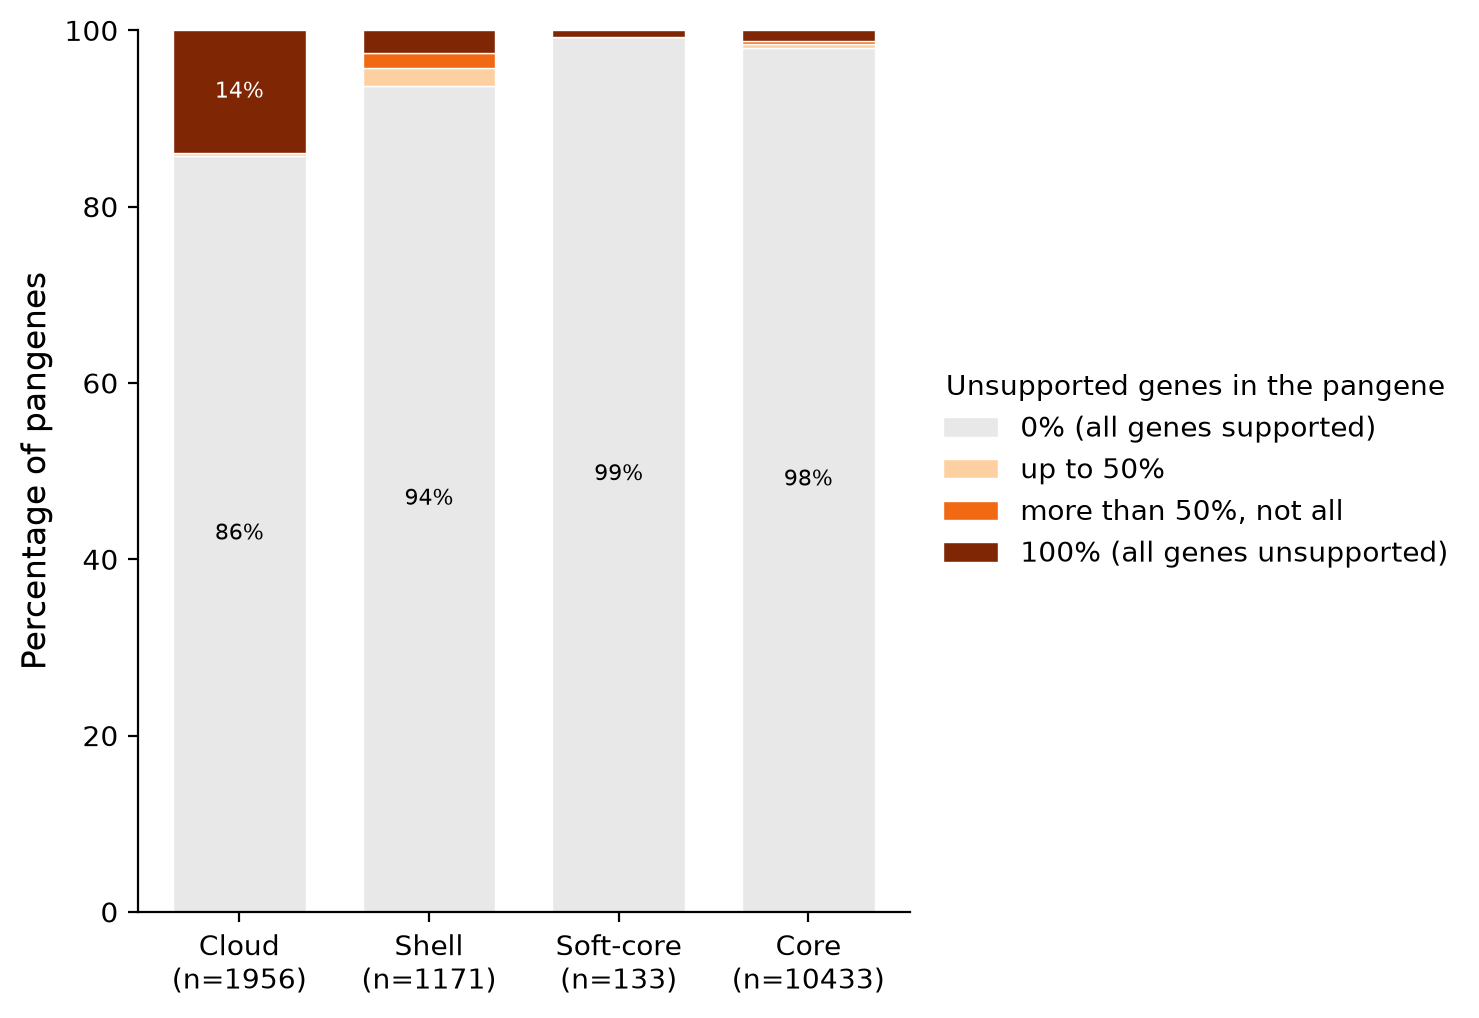 Percentage of pangenes
100
80
60
40
20
0
14%
86%
94%
99%
98%
Cloud
(n=1956)
Shell
(n=1171)
Soft-core
(n=133)
Core
(n=10433)
Unsupported genes in the pangene
0% (all genes supported)
up to 50%
more than 50%, not all
100% (all genes unsupported)